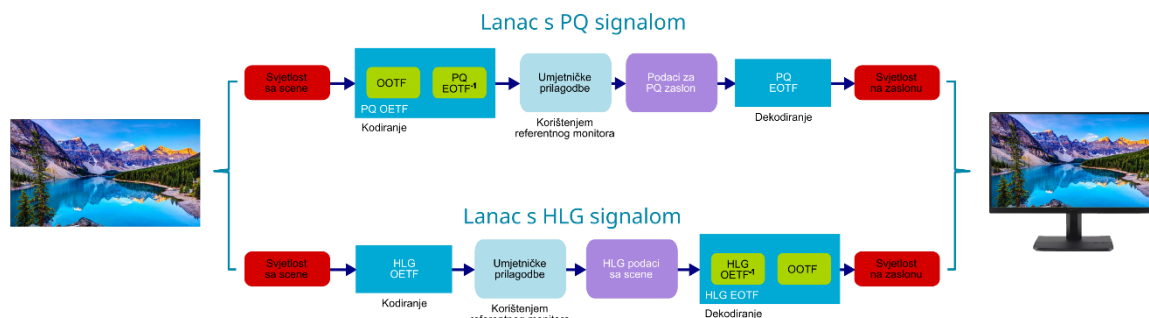 Lanac s PQ signalom
Svjetlost
sa scene
OOTF
PQ
EOTF-1
PQ OETF
Kodiranje
Umjetničke
prilagodbe
Korištenjem
referentnog monitora
Podaci za
PQ zaslon
PQ
EOTF
Dekodiranje
Svjetlost
na zaslonu
Lanac s HLG signalom
Svjetlost
sa scene
HLG
OETF
Kodiranje
Umjetničke
prilagodbe
Korištenjem
referentnog monitora
HLG podaci
sa scene
HLG
OETF-1
OOTF
HLG EOTF
Dekodiranje
Svjetlost
na zaslonu